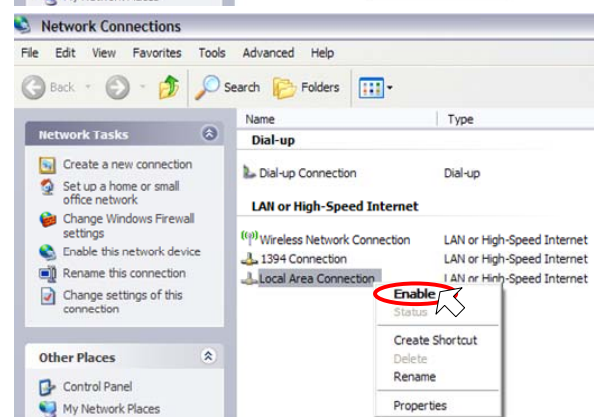 My Network Places
Network Connections
File Edit View Favorites Tools Advanced Help
Back Search Folders
Name Type
Network Tasks
Create a new connection
Set up a home or small
office network
Change Windows Firewall
settings
Enable this network device
Rename this connection
Change settings of this
connection
Other Places
Control Panel
My Network Places
Dial-up
Dial-up Connection Dial-up
LAN or High-Speed Internet
Wireless Network Connection LAN or High-Speed Internet
1394 Connection LAN or High-Speed Internet
Local Area Connection LAN or High-Speed Internet
Enable
Status
Create Shortcut
Delete
Rename
Properties